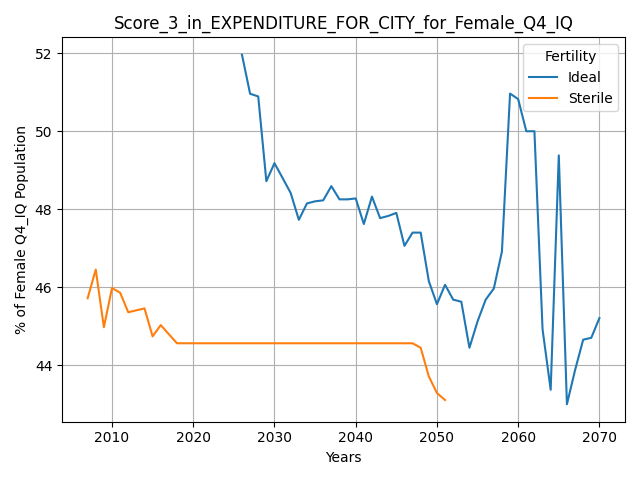 Score_3_in_EXPENDITURE_FOR_CITY_for_Female_Q4_IQ
Fertility
Ideal
Sterile
% of Female Q4_IQ Population
52
50
48
46
44
2010 2020 2030 2040 2050 2060 2070
Years